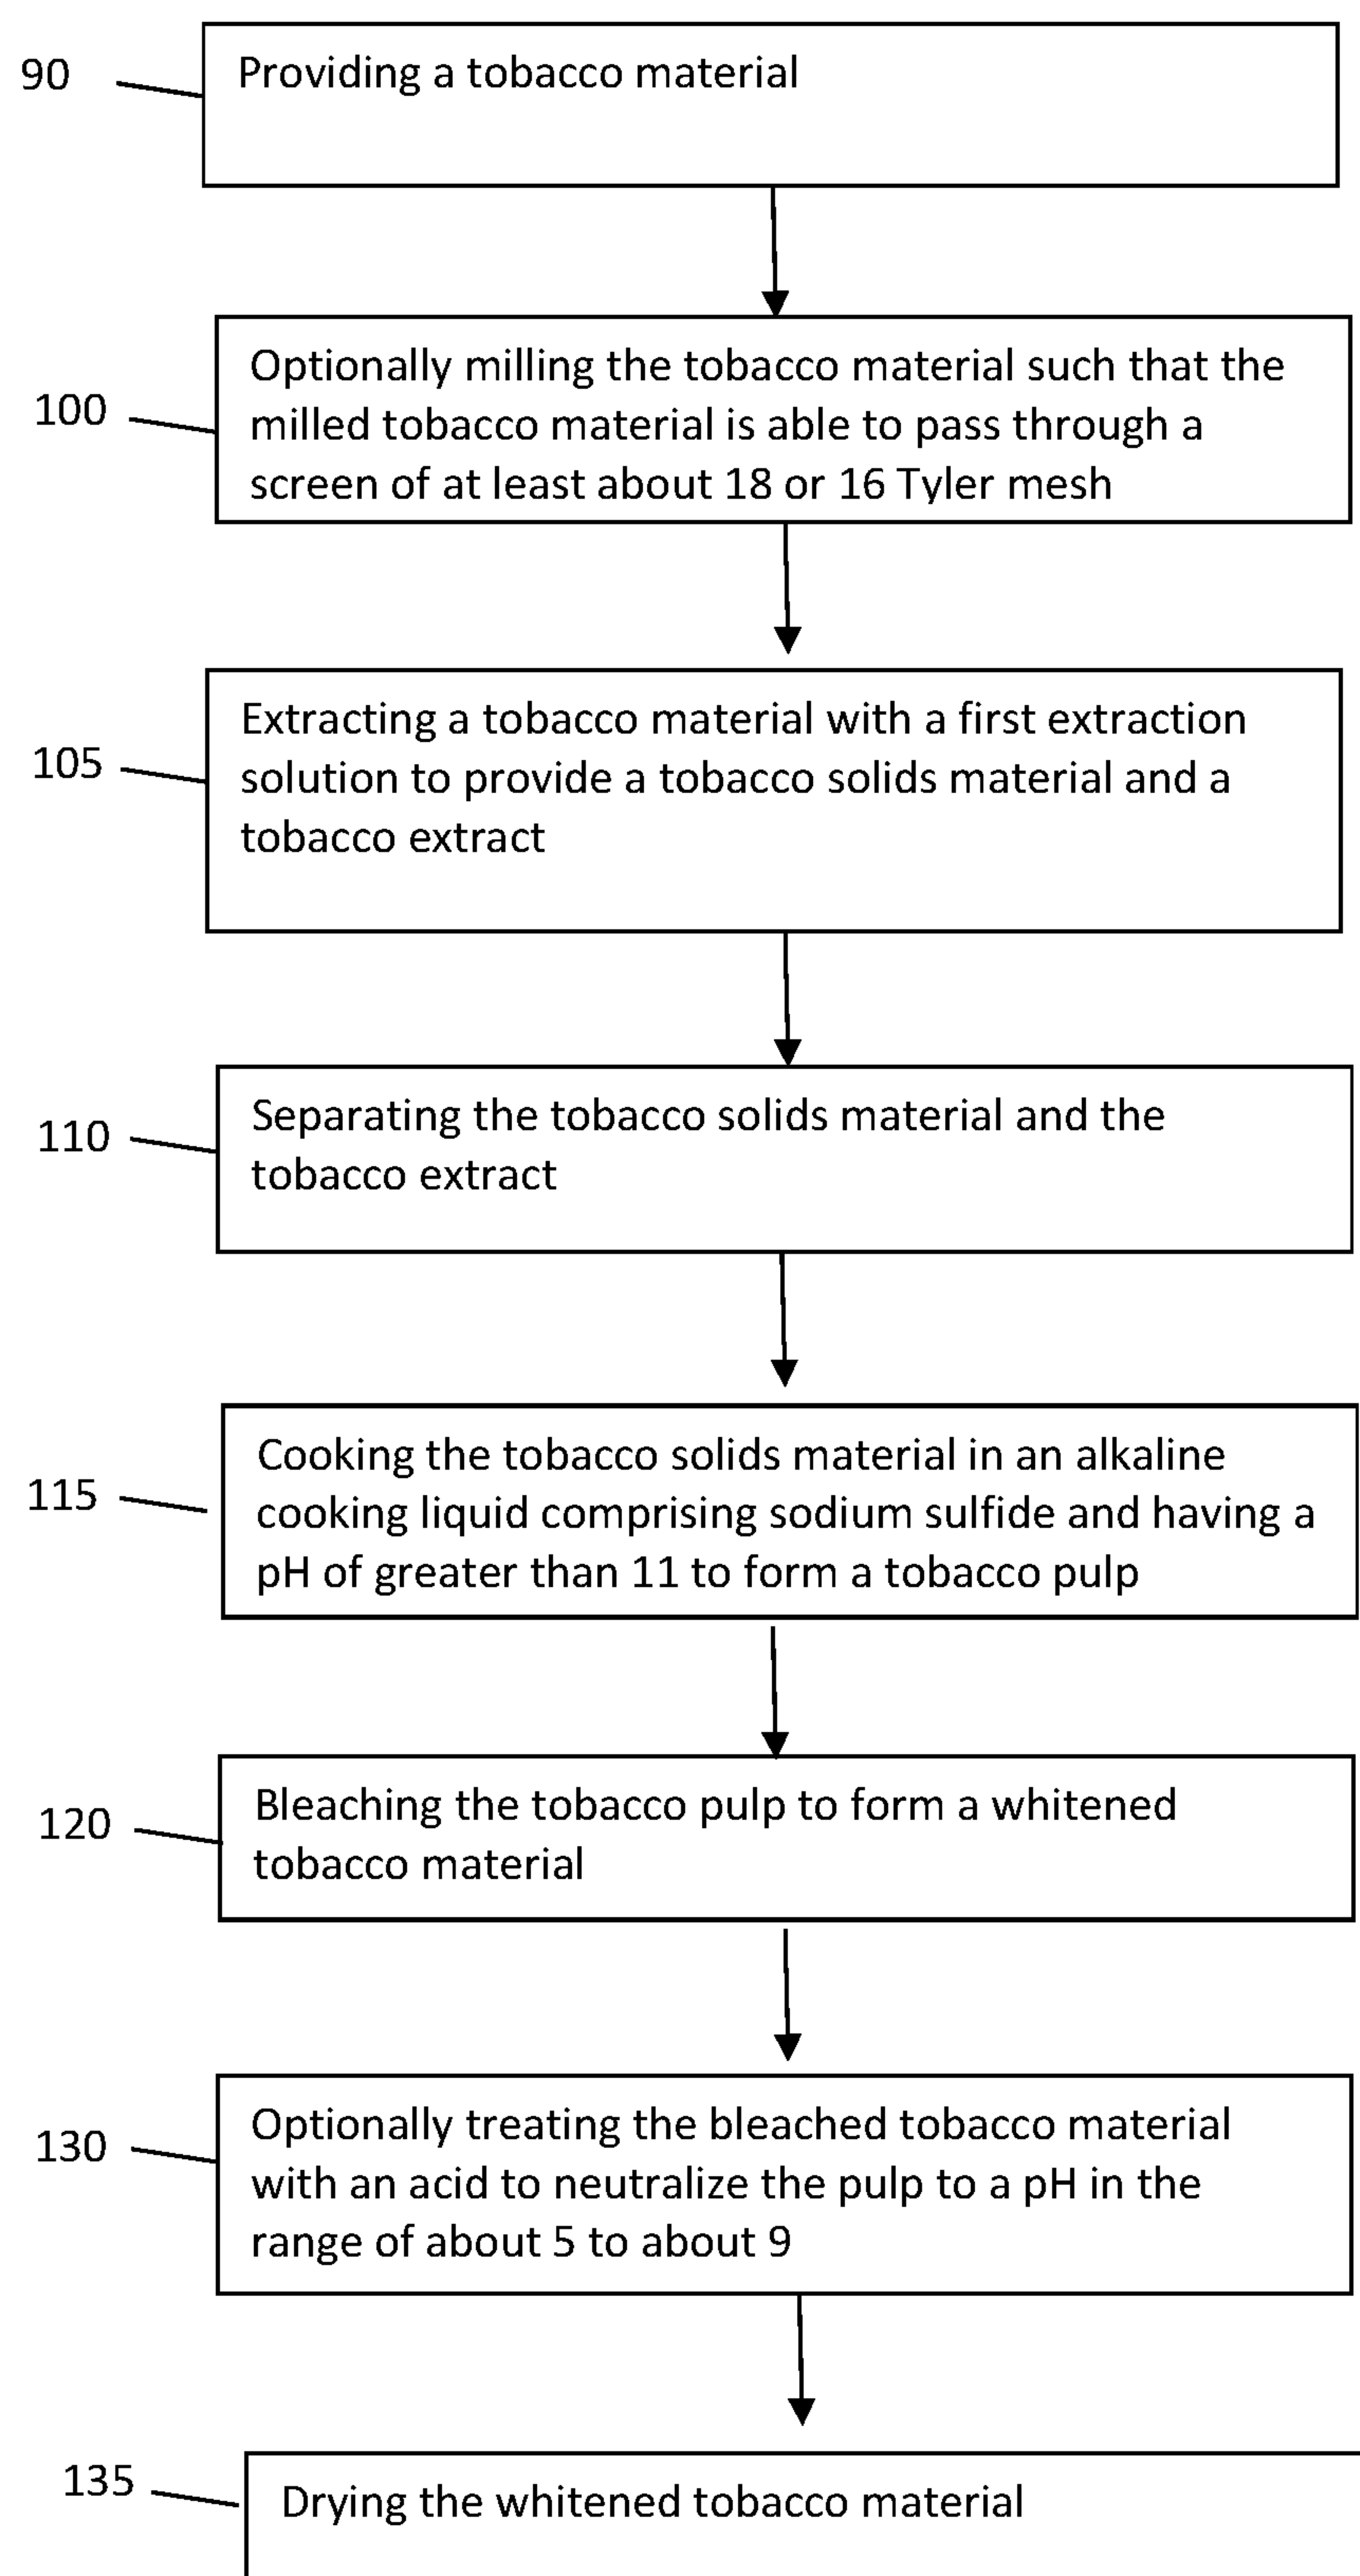 90
Providing a tobacco material
100
Optionally milling the tobacco material such that the
milled tobacco material is able to pass through a
screen of at least about 18 or 16 Tyler mesh
105
Extracting a tobacco material with a first extraction
solution to provide a tobacco solids material and a
tobacco extract
110
Separating the tobacco solids material and the
tobacco extract
115
Cooking the tobacco solids material in an alkaline
cooking liquid comprising sodium sulfide and having a
pH of greater than 11 to form a tobacco pulp
120
Bleaching the tobacco pulp to form a whitened
tobacco material
130
Optionally treating the bleached tobacco material
with an acid to neutralize the pulp to a pH in the
range of about 5 to about 9
135
Drying the whitened tobacco material